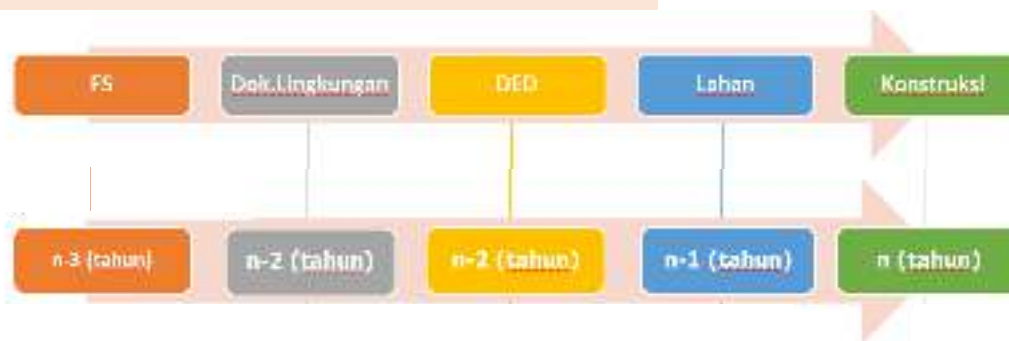 FS
Dok.Lingkungan
DED
Lahan
Konstruksi
n-3 (tahun)
n-2 (tahun)
n-2 (tahun)
n-1 (tahun)
n (tahun)